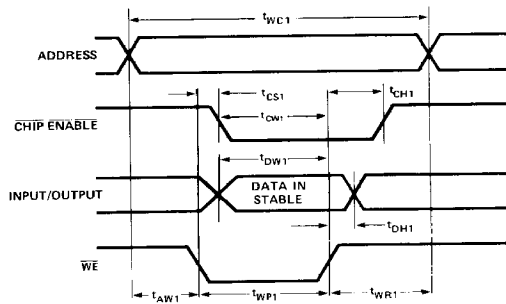 tWC1
ADDRESS
tCS1
tCH1
CHIP ENABLE
tCW1
tDW1
INPUT/OUTPUT
DATA IN
STABLE
tDH1
WE
tAW1
tWP1
tWR1